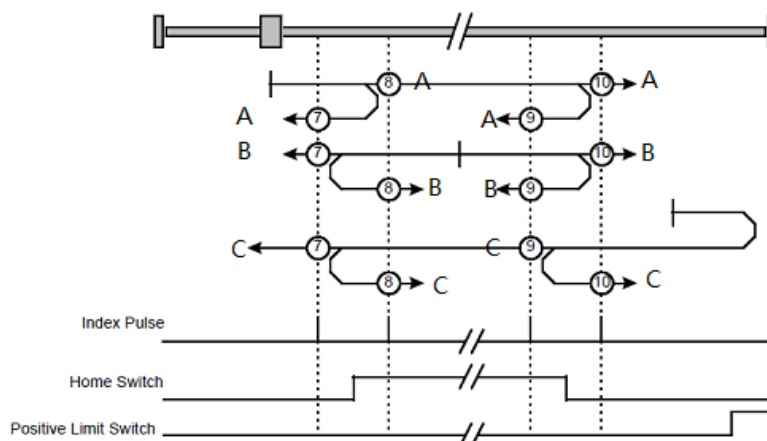 8 A 10 A
A 7 A 9
B 7 10 B
8 B B 9
C 7 C 9
8 C 10 C
Index Pulse
Home Switch
Positive Limit Switch